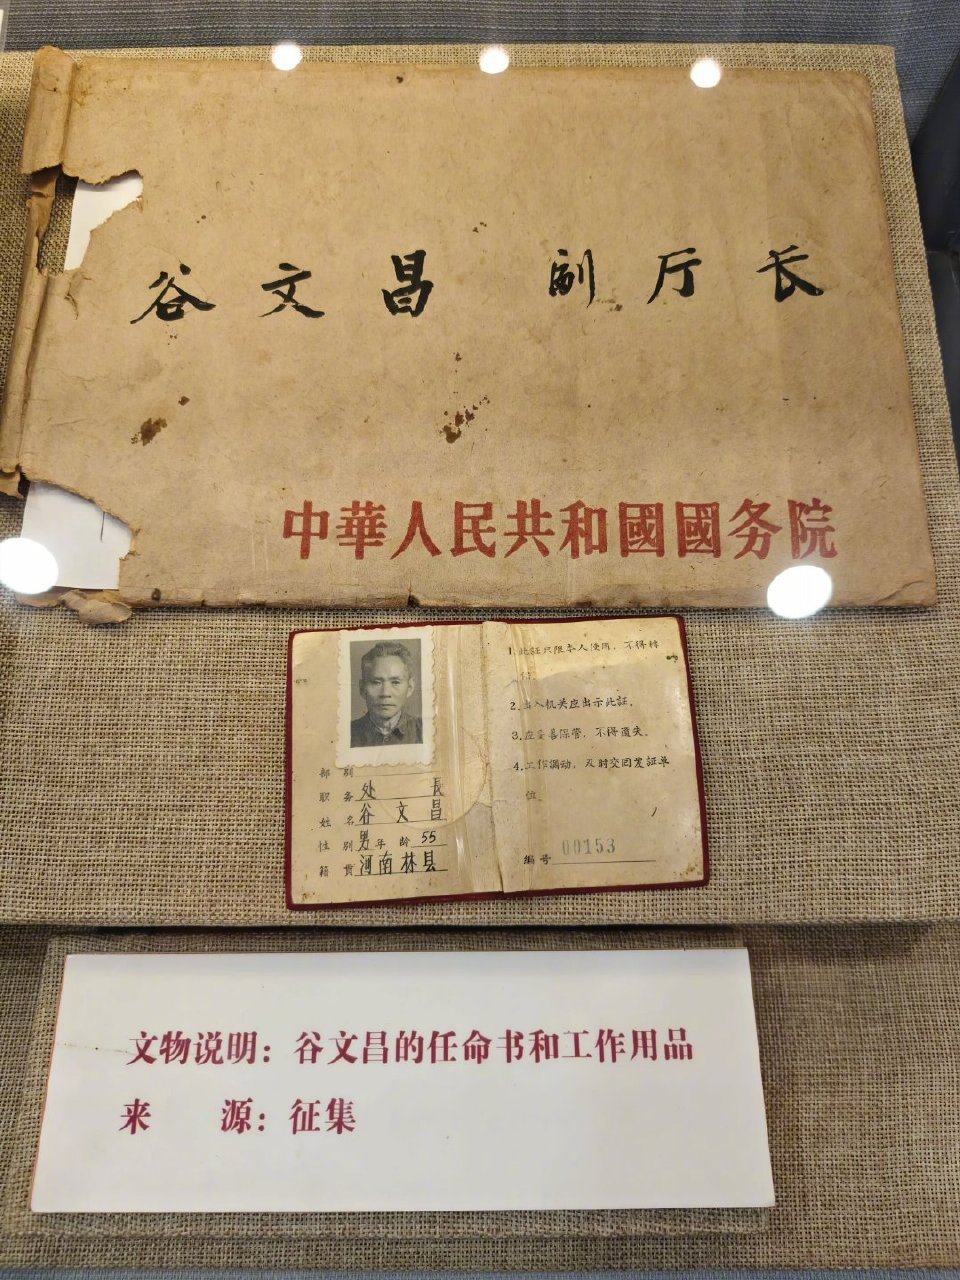 谷文昌 副厅长
中華人民共和國國务院
部别
职务 处長
姓名 谷文昌
性别 男 年龄 55
籍贯 河南林县
1. 此証只限本人使用，不得转
2. 出入机关应出示此証。
3. 应妥善保管，不得遗失。
4. 工作调动，及时交回发証单
位。
编号 00153
文物说明：谷文昌的任命书和工作用品
来 源：征集